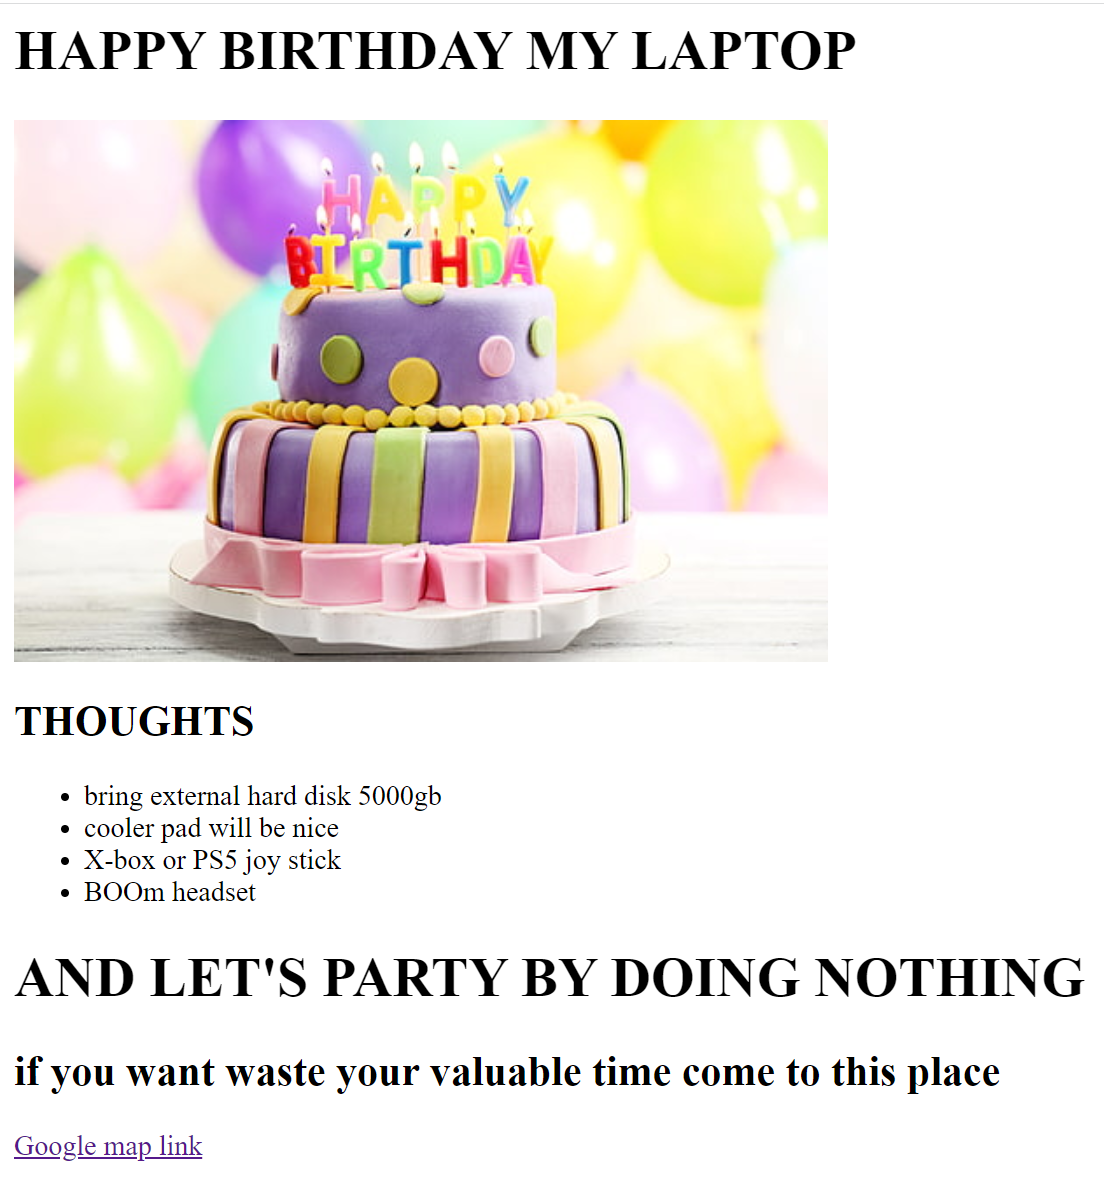 HAPPY BIRTHDAY MY LAPTOP
HAPPY
BIRTHDAY
THOUGHTS
bring external hard disk 5000gb
cooler pad will be nice
X-box or PS5 joy stick
BOOm headset
AND LET'S PARTY BY DOING NOTHING
if you want waste your valuable time come to this place
Google map link